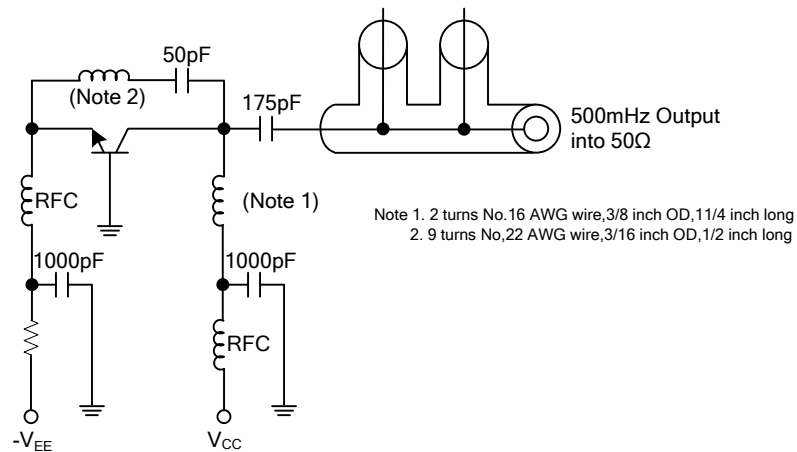 50pF
(Note 2)
175pF
500mHz Output
into 50Ω
RFC
(Note 1)
Note 1. 2 turns No.16 AWG wire,3/8 inch OD,11/4 inch long
2. 9 turns No,22 AWG wire,3/16 inch OD,1/2 inch long
1000pF
1000pF
RFC
-VEE
VCC